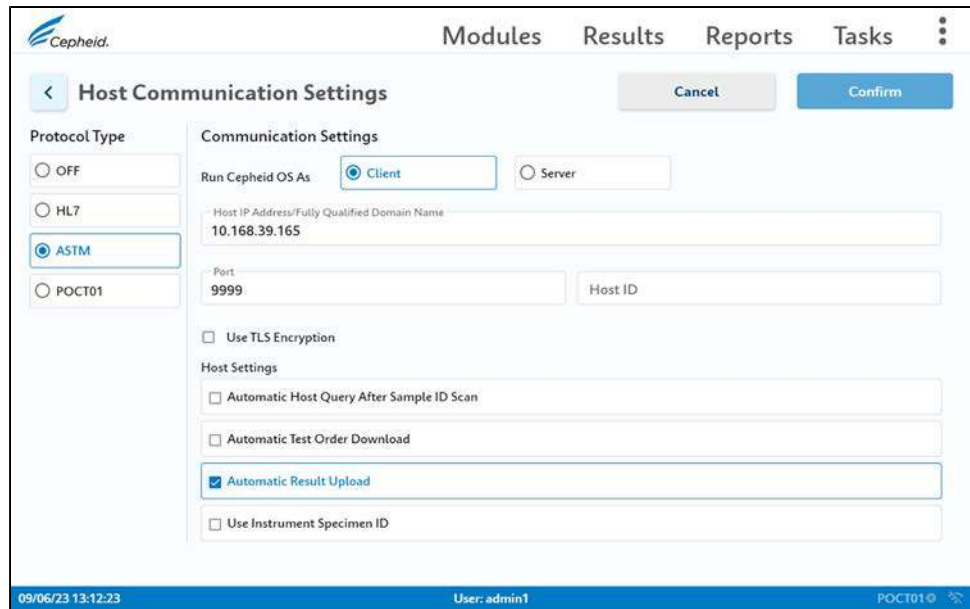 Cepheid.
Modules Results Reports Tasks
Host Communication Settings
Cancel Confirm
Protocol Type
OFF
HL7
ASTM
POCT01
Communication Settings
Run Cepheid OS As Client Server
Host IP Address/Fully Qualified Domain Name
10.168.39.165
Port
9999
Host ID
Use TLS Encryption
Host Settings
Automatic Host Query After Sample ID Scan
Automatic Test Order Download
Automatic Result Upload
Use Instrument Specimen ID
09/06/23 13:12:23 User: admin1 POCT01